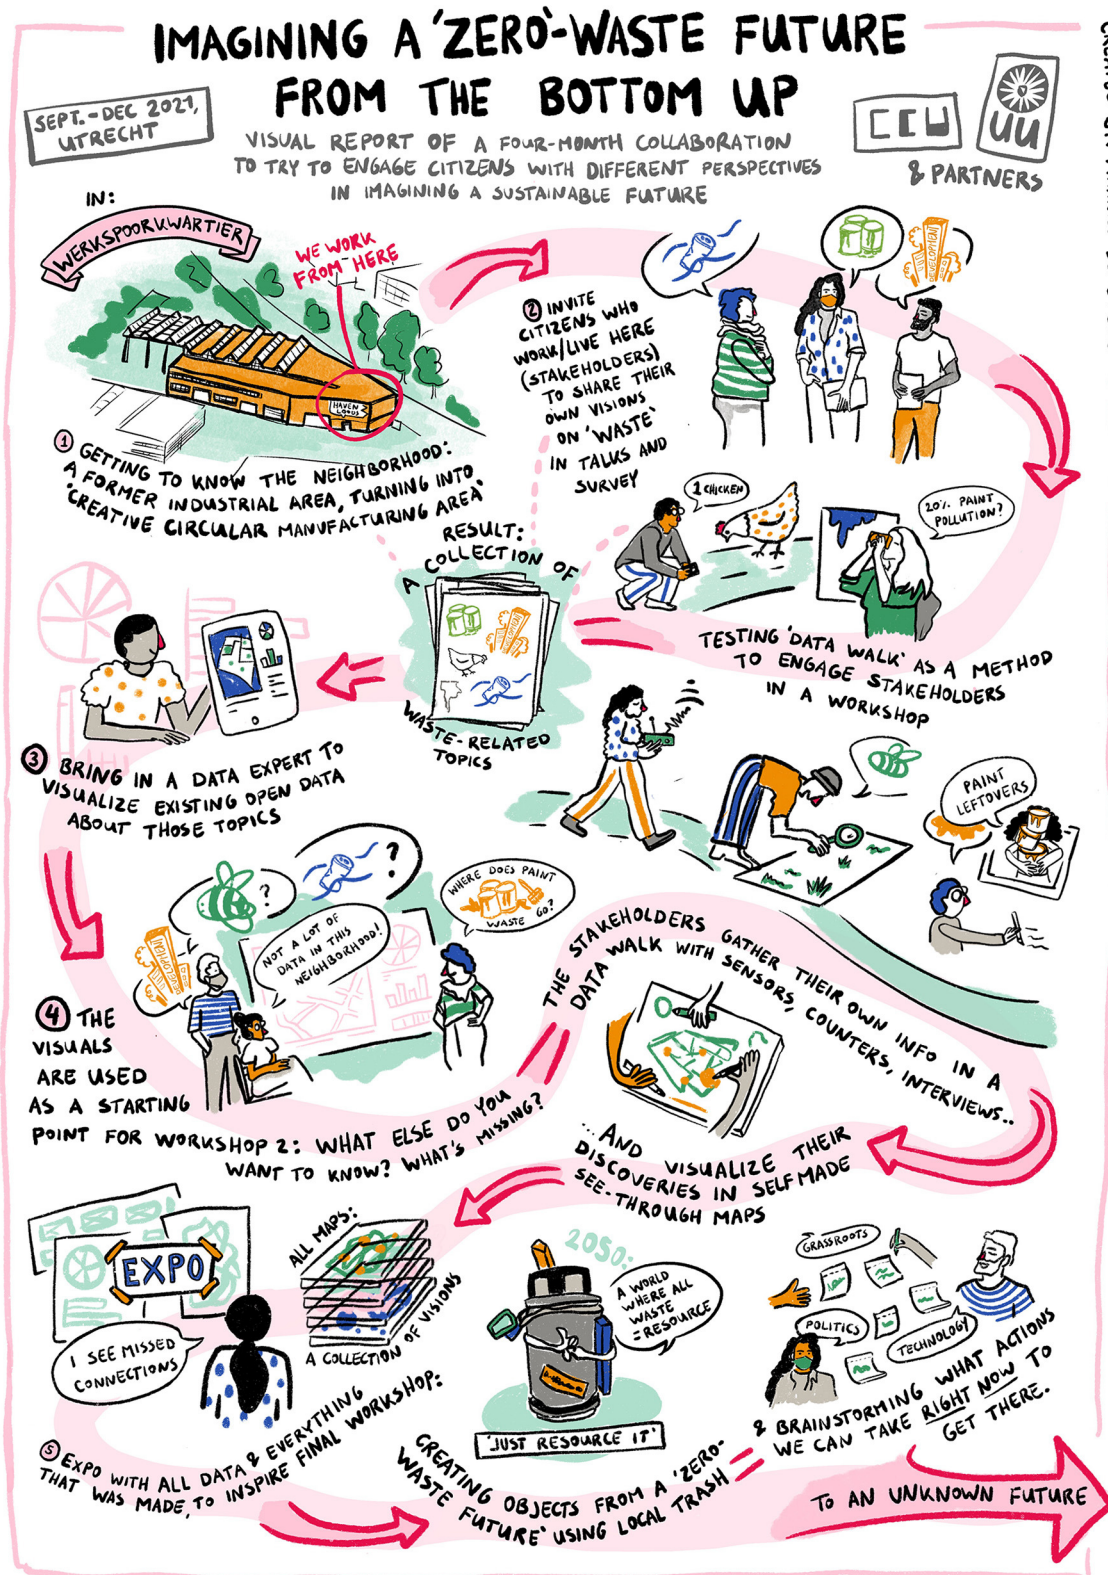 IMAGINING A 'ZERO'-WASTE FUTURE
FROM THE BOTTOM UP
SEPT.-DEC 2021,
UTRECHT
VISUAL REPORT OF A FOUR-MONTH COLLABORATION
TO TRY TO ENGAGE CITIZENS WITH DIFFERENT PERSPECTIVES
IN IMAGINING A SUSTAINABLE FUTURE
CCU
UU
& PARTNERS
IN:
WERKSPOORKWARTIER
WE WORK
FROM HERE
HAVEN
LOODS
1 GETTING TO KNOW THE NEIGHBORHOOD:
A FORMER INDUSTRIAL AREA, TURNING INTO
'CREATIVE CIRCULAR MANUFACTURING AREA'
2 INVITE
CITIZENS WHO
WORK/LIVE HERE
(STAKEHOLDERS)
TO SHARE THEIR
OWN VISIONS
ON 'WASTE'
IN TALKS AND
SURVEY
DEVELOPMENT
1 CHICKEN
20% PAINT
POLLUTION?
TESTING 'DATA WALK' AS A METHOD
TO ENGAGE STAKEHOLDERS
IN A WORKSHOP
RESULT:
A COLLECTION OF
DEVELOPMENT
WASTE-RELATED
TOPICS
3 BRING IN A DATA EXPERT TO
VISUALIZE EXISTING OPEN DATA
ABOUT THOSE TOPICS
?
?
DEVELOPMENT
NOT A LOT OF
DATA IN THIS
NEIGHBORHOOD!
WHERE DOES PAINT
WASTE GO?
4 THE
VISUALS
ARE USED
AS A STARTING
POINT FOR WORKSHOP 2: WHAT ELSE DO YOU
WANT TO KNOW? WHAT'S MISSING?
PAINT
LEFTOVERS
THE STAKEHOLDERS GATHER THEIR OWN INFO IN A
DATA WALK WITH SENSORS, COUNTERS, INTERVIEWS..
...AND VISUALIZE THEIR
DISCOVERIES IN SELFMADE
SEE-THROUGH MAPS
EXPO
I SEE MISSED
CONNECTIONS
ALL MAPS:
A COLLECTION OF VISIONS
5 EXPO WITH ALL DATA & EVERYTHING
THAT WAS MADE, TO INSPIRE FINAL WORKSHOP:
2050:
A WORLD
WHERE ALL
WASTE
=RESOURCE
'JUST RESOURCE IT'
CREATING OBJECTS FROM A 'ZERO-
WASTE FUTURE' USING LOCAL TRASH
GRASSROOTS
POLITICS
TECHNOLOGY
& BRAINSTORMING WHAT ACTIONS
WE CAN TAKE RIGHT NOW TO
GET THERE.
TO AN UNKNOWN FUTURE